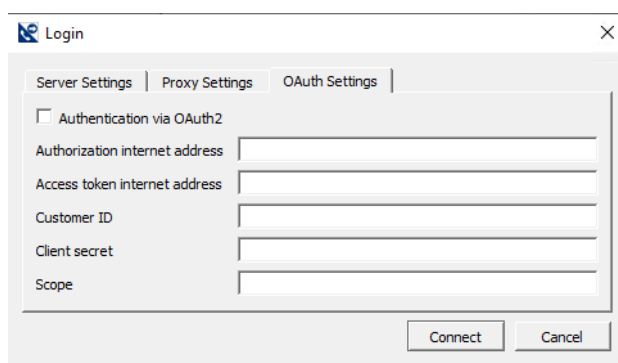 Login
Server Settings Proxy Settings OAuth Settings
Authentication via OAuth2
Authorization internet address
Access token internet address
Customer ID
Client secret
Scope
Connect Cancel